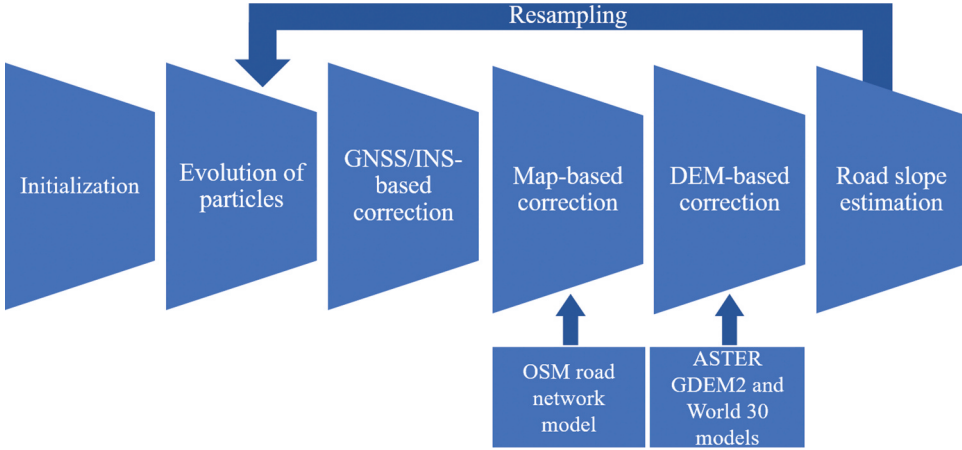 Resampling
Initialization
Evolution of
particles
GNSS/INS-
based
correction
Map-based
correction
DEM-based
correction
Road slope
estimation
OSM road
network
model
ASTER
GDEM2 and
World 30
models